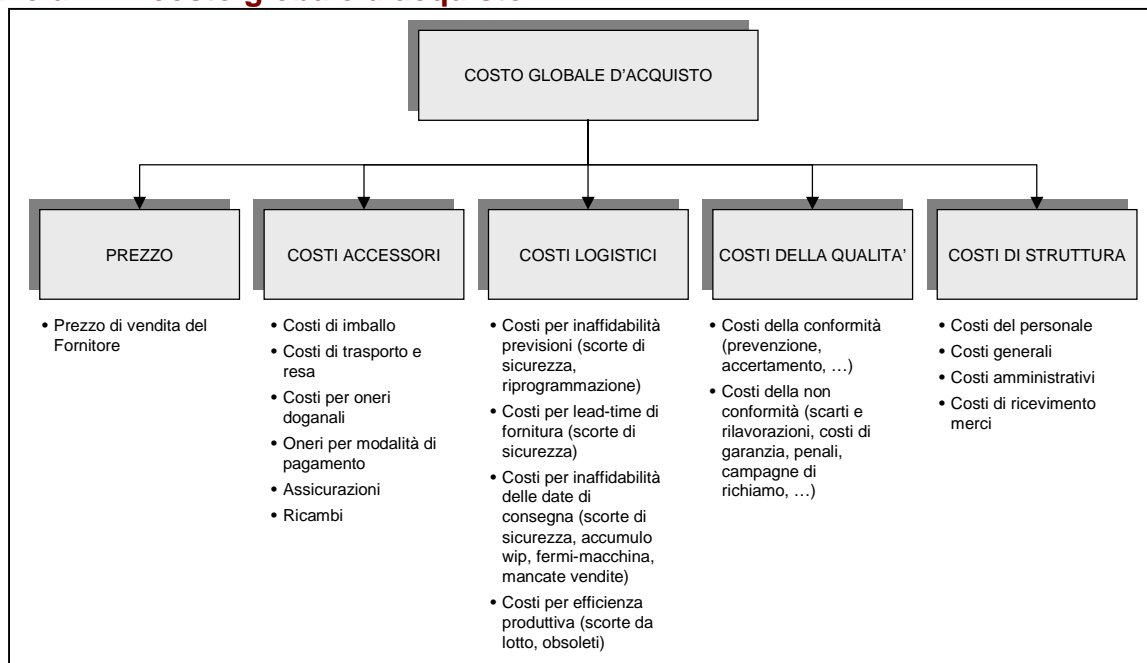 COSTO GLOBALE D'ACQUISTO
PREZZO
COSTI ACCESSORI
COSTI LOGISTICI
COSTI DELLA QUALITA’
COSTI DI STRUTTURA
• Prezzo di vendita del
Fornitore
• Costi di imballo
• Costi di trasporto e
resa
• Costi per oneri
doganali
• Oneri per modalità di
pagamento
• Assicurazioni
• Ricambi
• Costi per inaffidabilità
previsioni (scorte di
sicurezza,
riprogrammazione)
• Costi per lead-time di
fornitura (scorte di
sicurezza)
• Costi per inaffidabilità
delle date di
consegna (scorte di
sicurezza, accumulo
wip, fermi-macchina,
mancate vendite)
• Costi per efficienza
produttiva (scorte da
lotto, obsoleti)
• Costi della conformità
(prevenzione,
accertamento, …)
• Costi della non
conformità (scarti e
rilavorazioni, costi di
garanzia, penali,
campagne di
richiamo, …)
• Costi del personale
• Costi generali
• Costi amministrativi
• Costi di ricevimento
merci